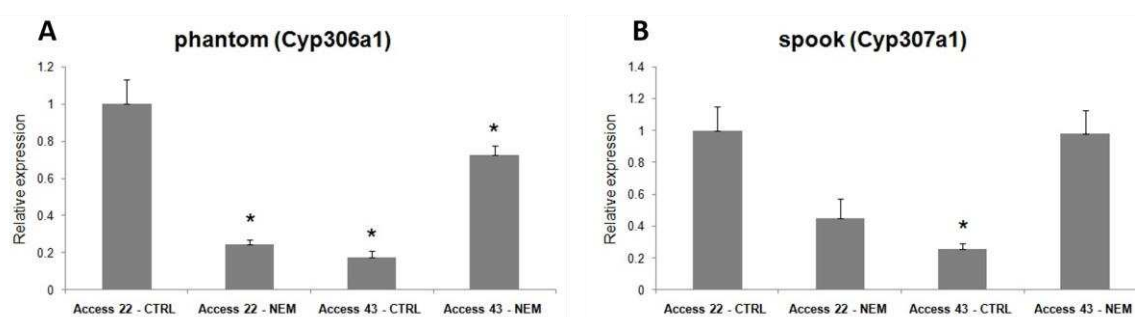 A
phantom (Cyp306a1)
Relative expression
1.2
1
0.8
0.6
0.4
0.2
0
*
*
*
Access 22 - CTRL
Access 22 - NEM
Access 43 - CTRL
Access 43 - NEM
B
spook (Cyp307a1)
Relative expression
1.4
1.2
1
0.8
0.6
0.4
0.2
0
*
Access 22 - CTRL
Access 22 - NEM
Access 43 - CTRL
Access 43 - NEM